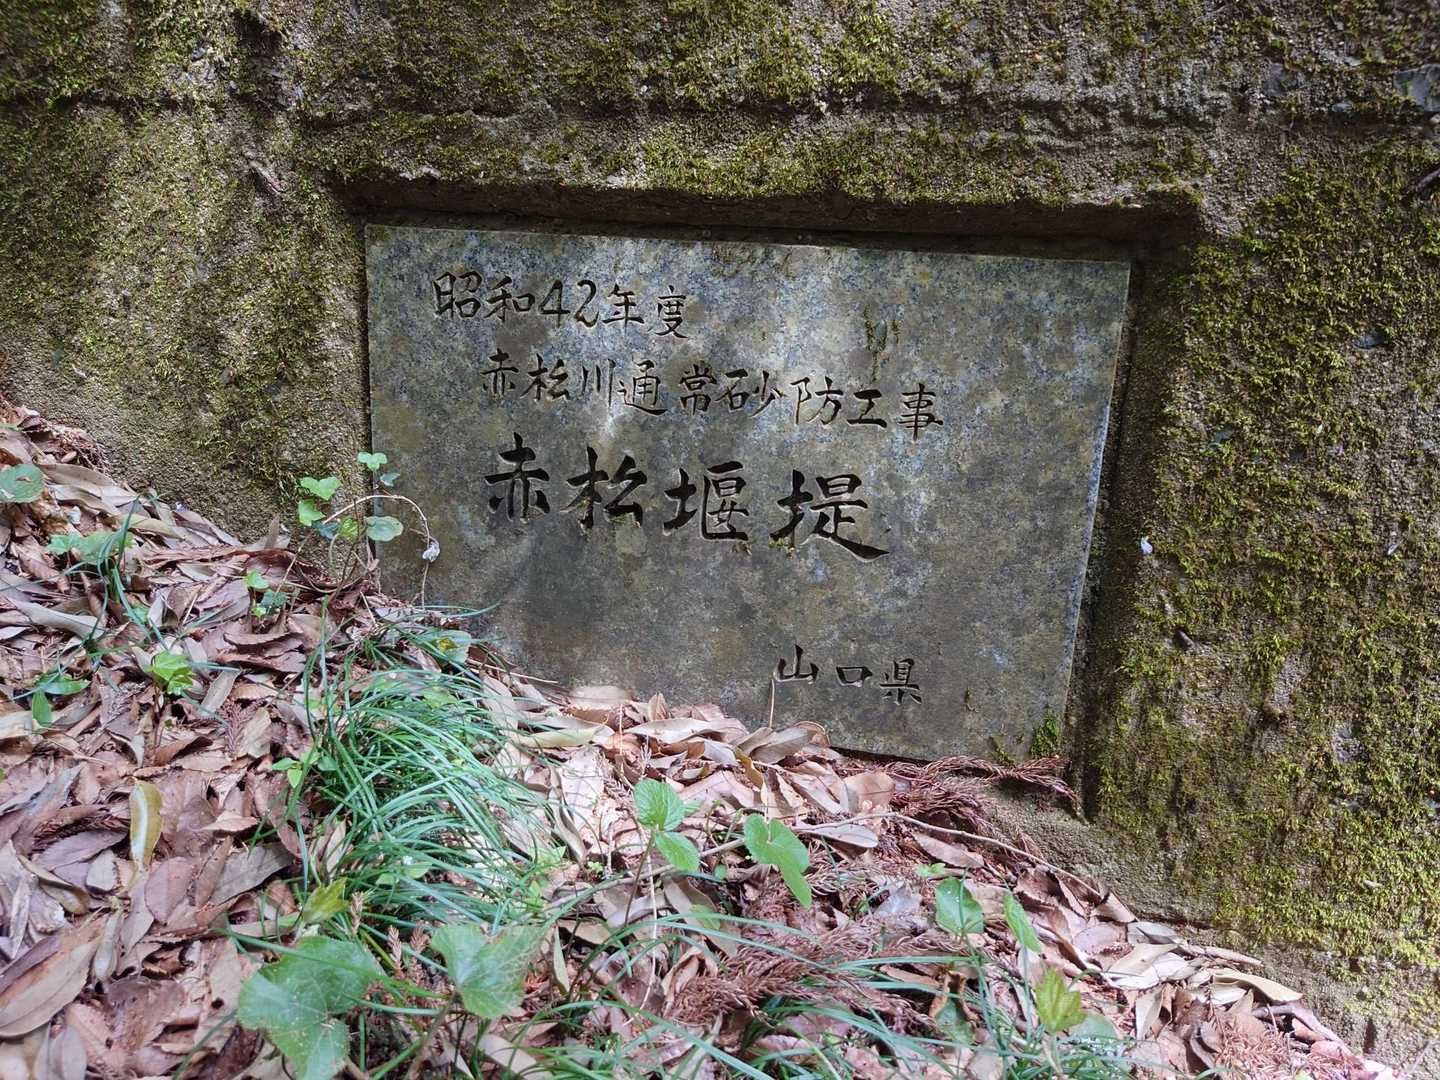 昭和42年度
赤松川通常砂防工事
赤松堰堤
山口県